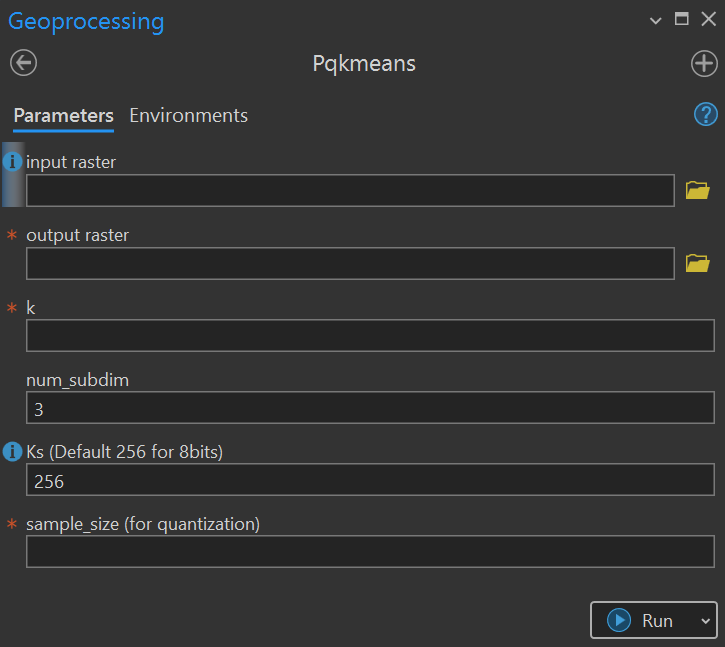 Geoprocessing
Pqkmeans
Parameters Environments
input raster
* output raster
* k
num_subdim
3
Ks (Default 256 for 8bits)
256
* sample_size (for quantization)
Run